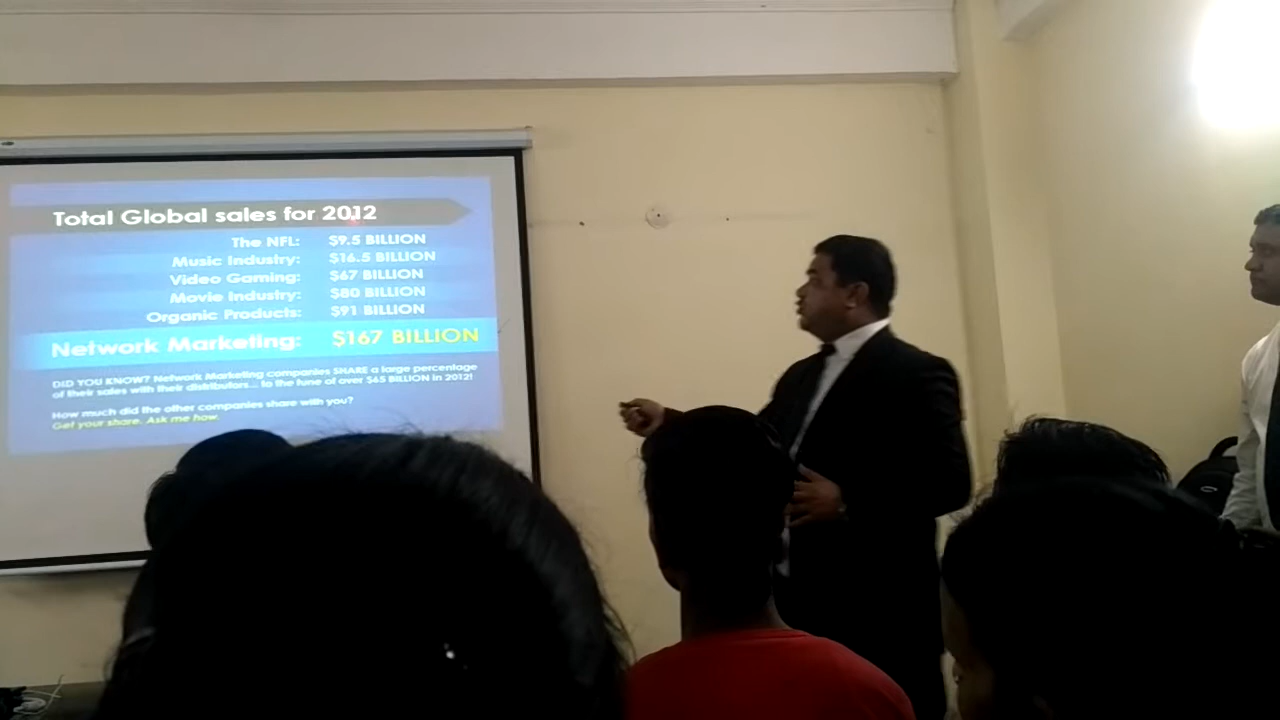 Total Global sales for 2012
The NFL: $9.5 BILLION
Music Industry: $16.5 BILLION
Video Gaming: $67 BILLION
Movie Industry: $80 BILLION
Organic Products: $91 BILLION
Network Marketing: $167 BILLION
DID YOU KNOW? Network Marketing companies SHARE a large percentage
of their sales with their distributors... to the tune of over $65 BILLION in 2012!
How much did the other companies share with you?
Get your share. Ask me how.